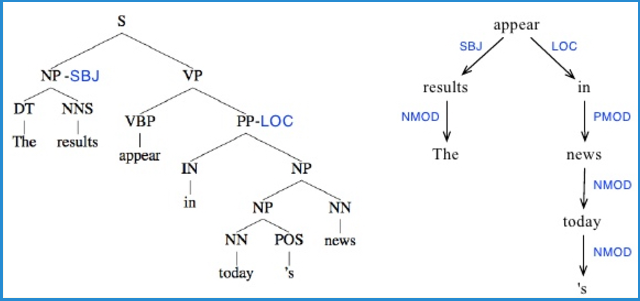 S
NP-SBJ VP
DT NNS VBP PP-LOC
The results appear IN NP
in NP NN
NN POS news
today 's
appear
SBJ LOC
results in
NMOD PMOD
The news
NMOD
today
NMOD
's